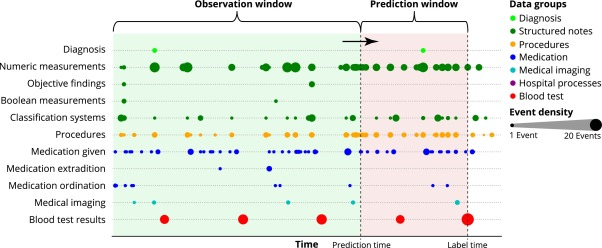 Observation window
Prediction window
Data groups
Diagnosis
Structured notes
Procedures
Medication
Medical imaging
Hospital processes
Blood test
Event density
1 Event
20 Events
Diagnosis
Numeric measurements
Objective findings
Boolean measurements
Classification systems
Procedures
Medication given
Medication extradition
Medication ordination
Medical imaging
Blood test results
Time
Prediction time
Label time